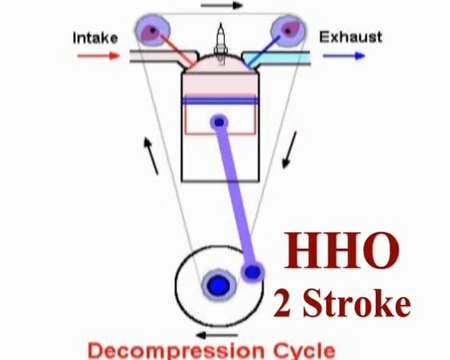 Intake
Exhaust
HHO
2 Stroke
Decompression Cycle